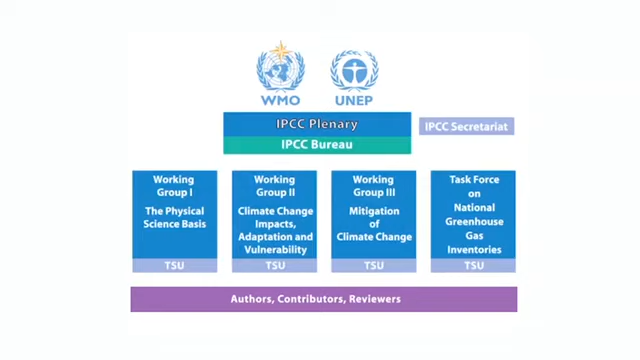 WMO
UNEP
IPCC Plenary
IPCC Secretariat
IPCC Bureau
Working
Group I
The Physical
Science Basis
TSU
Working
Group II
Climate Change
Impacts,
Adaptation and
Vulnerability
TSU
Working
Group III
Mitigation
of
Climate Change
TSU
Task Force
on
National
Greenhouse
Gas
Inventories
TSU
Authors, Contributors, Reviewers